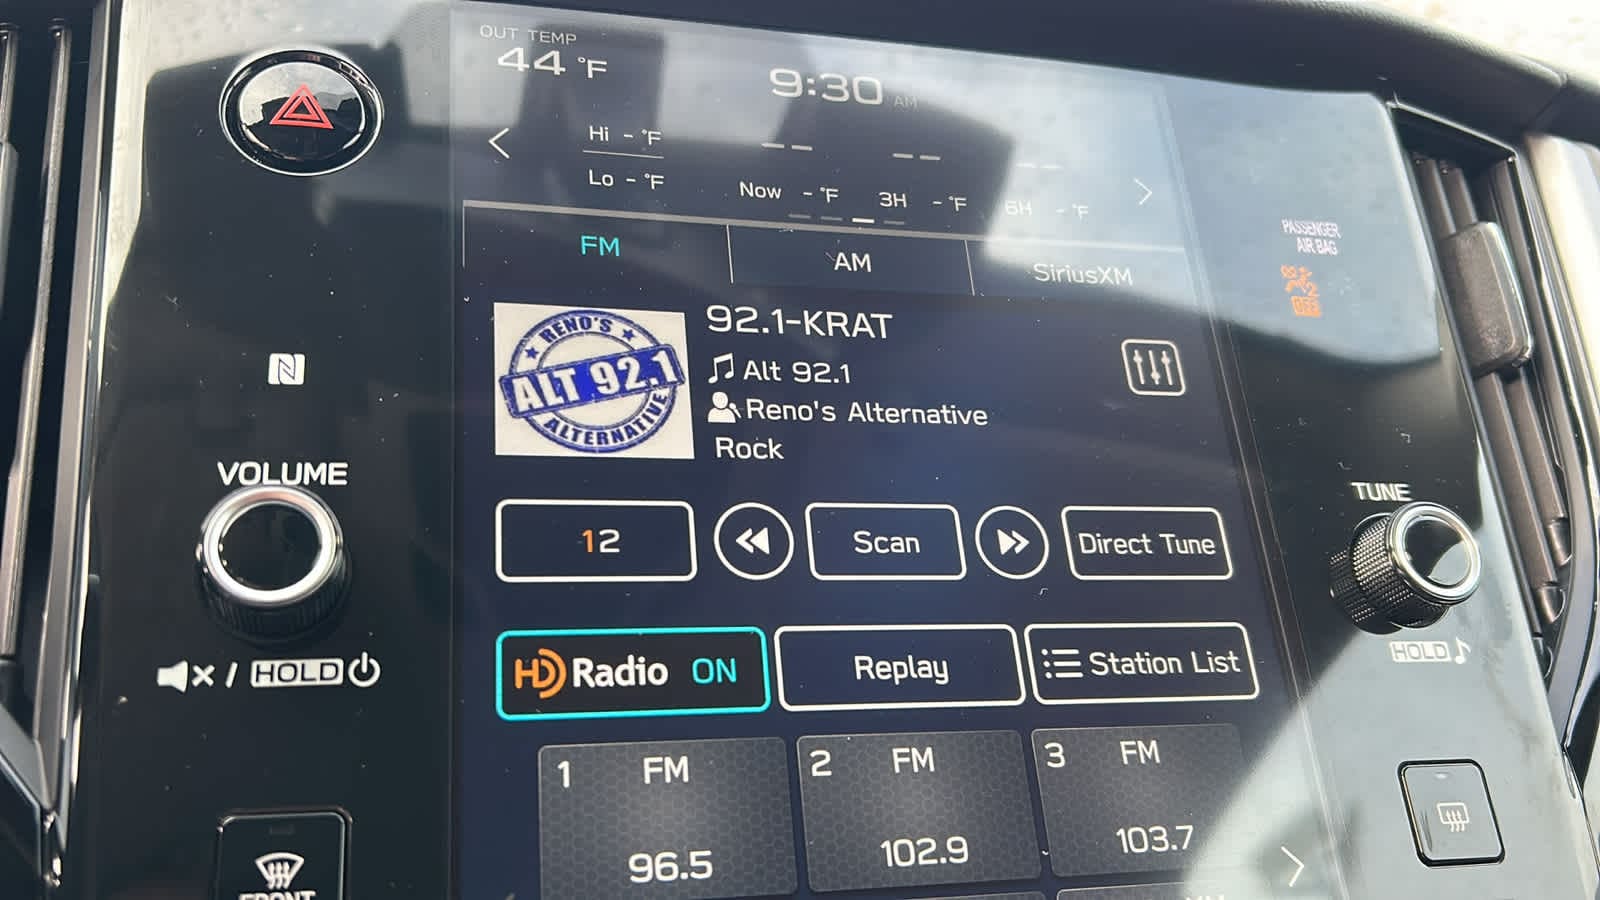 OUT TEMP
44 °F
9:30 AM
Hi - °F
Lo - °F
-- -- --
Now - °F 3H - °F 6H - °F
FM AM SiriusXM
PASSENGER
AIR BAG
2
OFF
RENO'S
ALT 92.1
ALTERNATIVE
92.1-KRAT
Alt 92.1
Reno's Alternative
Rock
N
VOLUME
TUNE
12 Scan Direct Tune
HD Radio ON Replay Station List
/ HOLD
HOLD
1 FM 2 FM 3 FM
96.5 102.9 103.7
FRONT